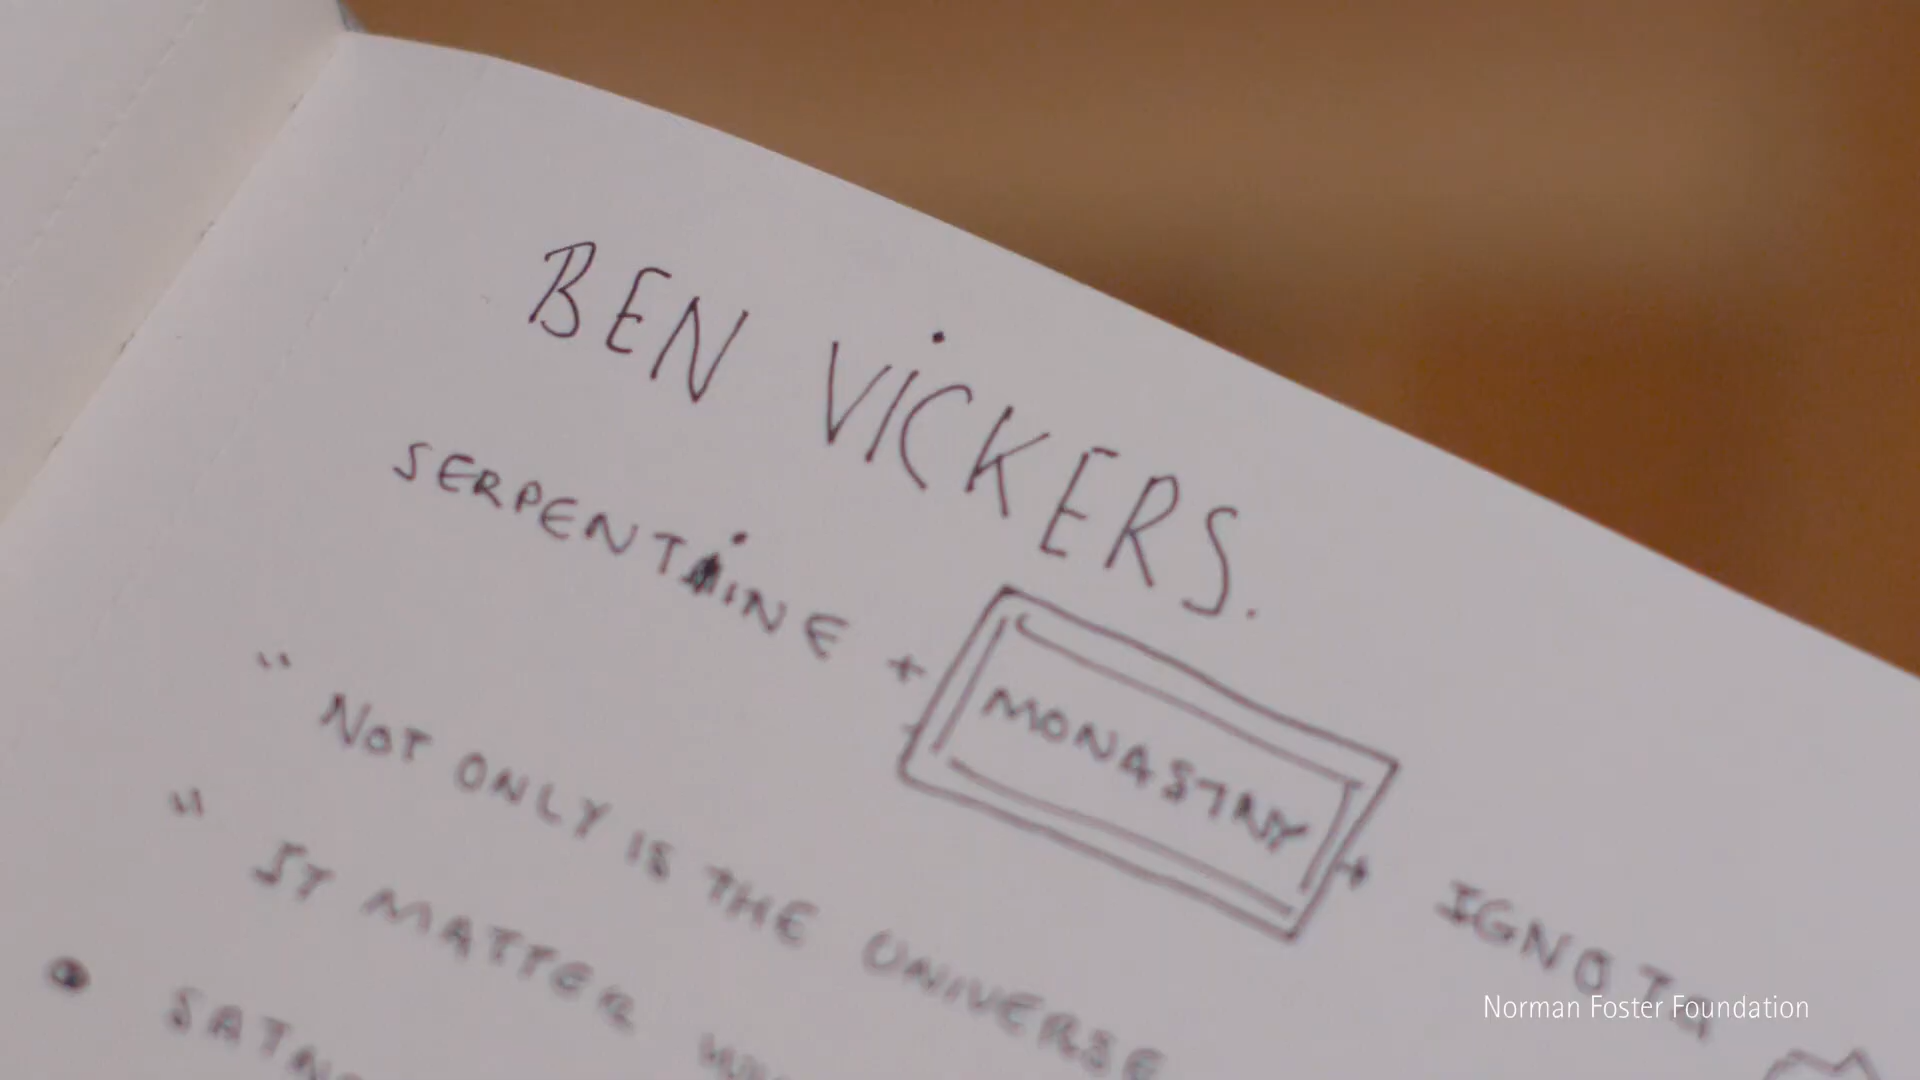 BEN VICKERS.
SERPENTINE + MONASTRY + IGNOTA
" NOT ONLY IS THE UNIVERSE
" IT MATTER
Norman Foster Foundation